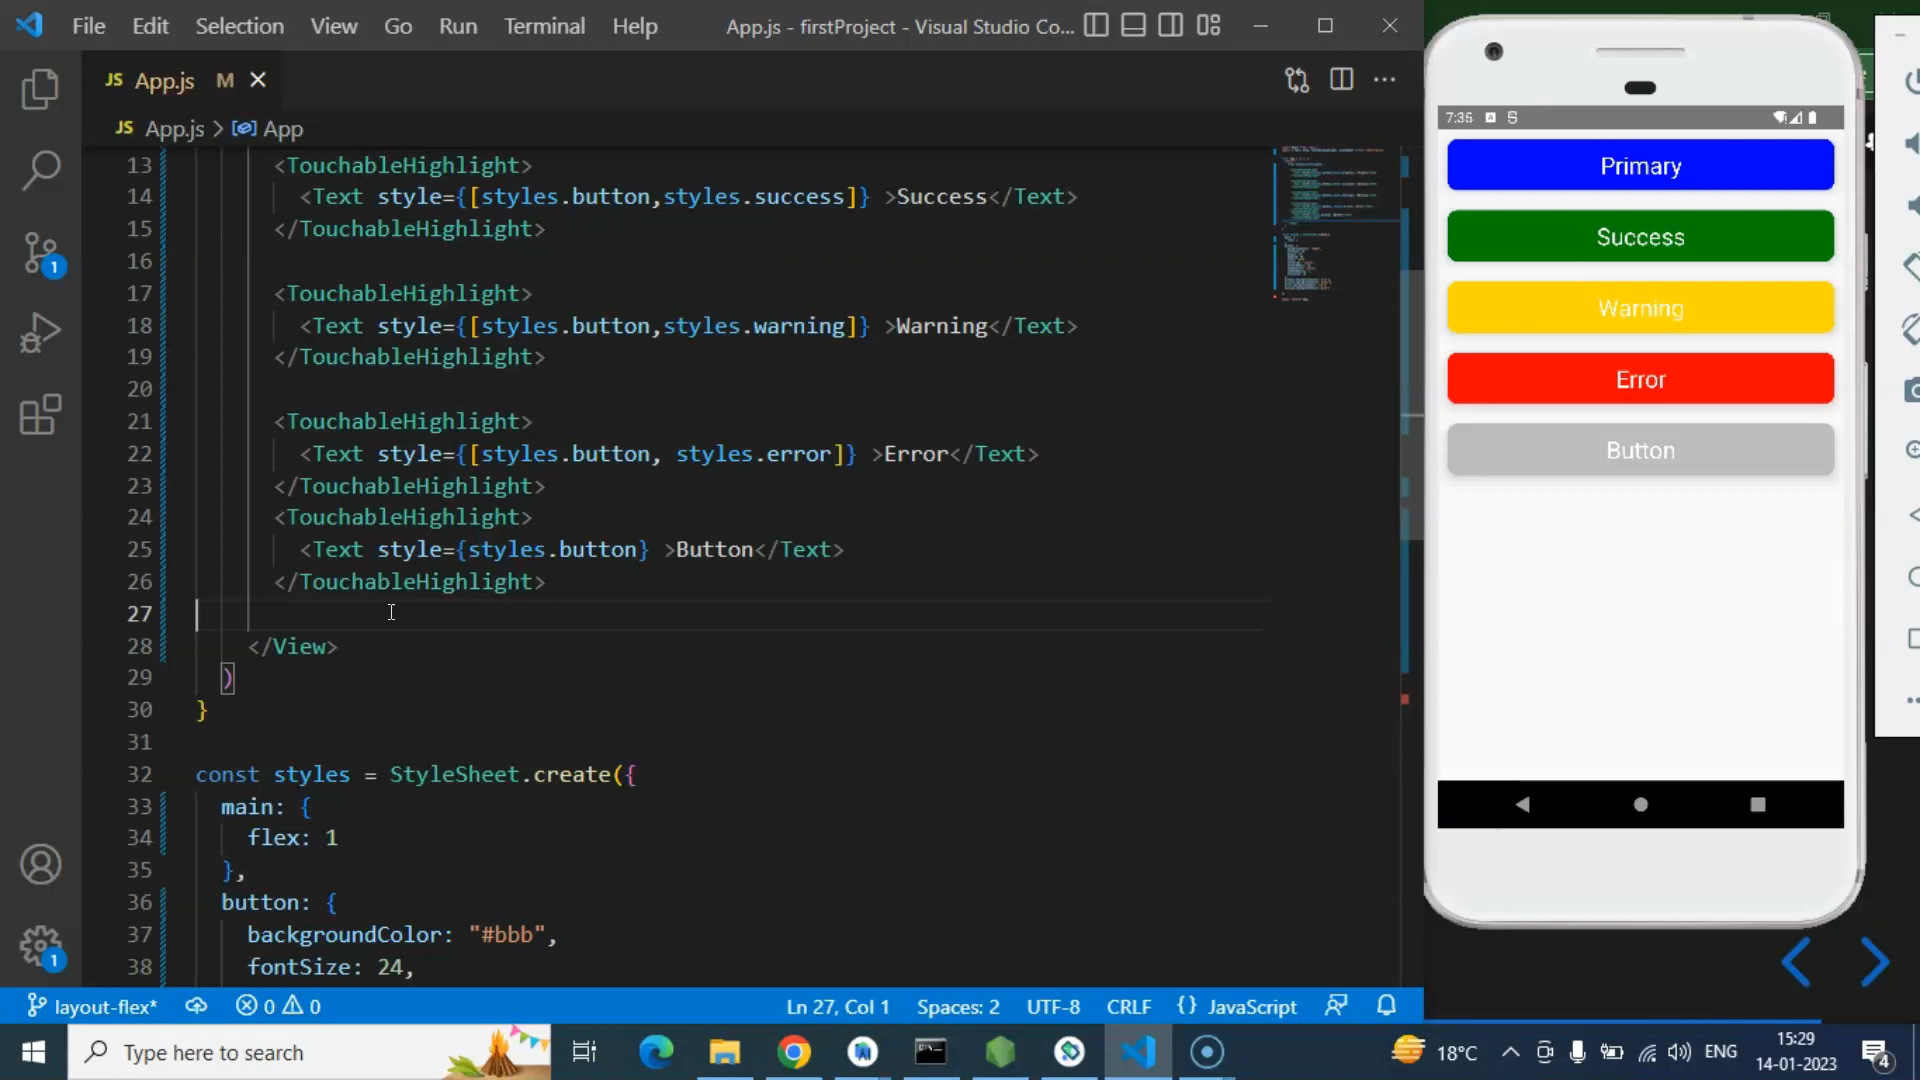 File Edit Selection View Go Run Terminal Help App.js - firstProject - Visual Studio Co...
JS App.js M
JS App.js > App
13 <TouchableHighlight>
14 <Text style={[styles.button,styles.success]} >Success</Text>
15 </TouchableHighlight>
16
17 <TouchableHighlight>
18 <Text style={[styles.button,styles.warning]} >Warning</Text>
19 </TouchableHighlight>
20
21 <TouchableHighlight>
22 <Text style={[styles.button, styles.error]} >Error</Text>
23 </TouchableHighlight>
24 <TouchableHighlight>
25 <Text style={styles.button} >Button</Text>
26 </TouchableHighlight>
27
28 </View>
29 )
30 }
31
32 const styles = StyleSheet.create({
33 main: {
34 flex: 1
35 },
36 button: {
37 backgroundColor: "#bbb",
38 fontSize: 24,
7:35
Primary
Success
Warning
Error
Button
layout-flex* 0 0 Ln 27, Col 1 Spaces: 2 UTF-8 CRLF {} JavaScript
1
1
Type here to search
18°C ENG
15:29
14-01-2023
4